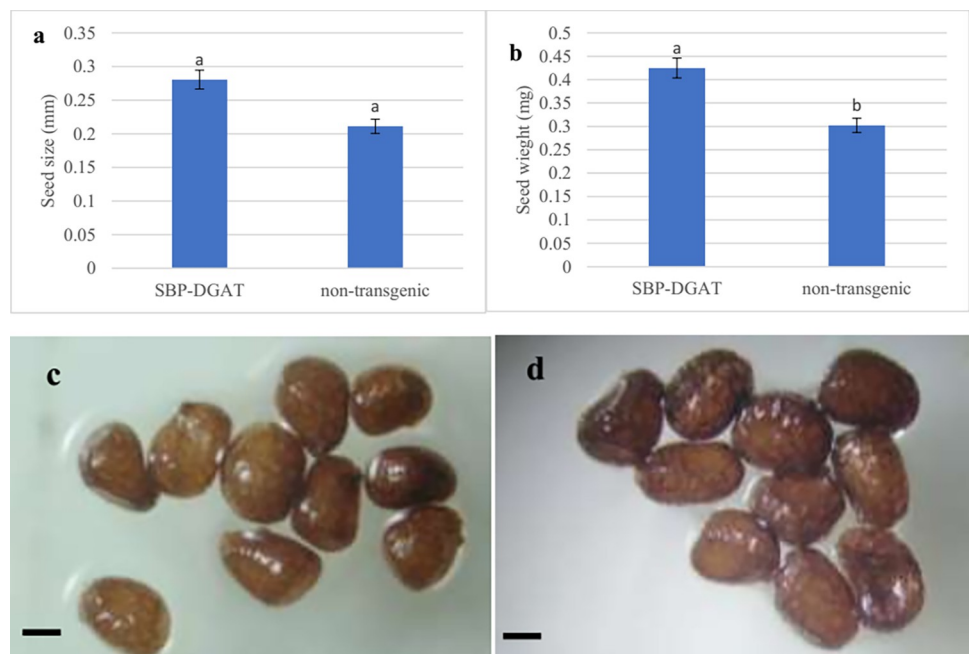 a
Seed size (mm)
0.35
0.3
0.25
0.2
0.15
0.1
0.05
0
a
a
SBP-DGAT non-transgenic
b
Seed wieght (mg)
0.5
0.45
0.4
0.35
0.3
0.25
0.2
0.15
0.1
0.05
0
a
b
SBP-DGAT non-transgenic
c
d